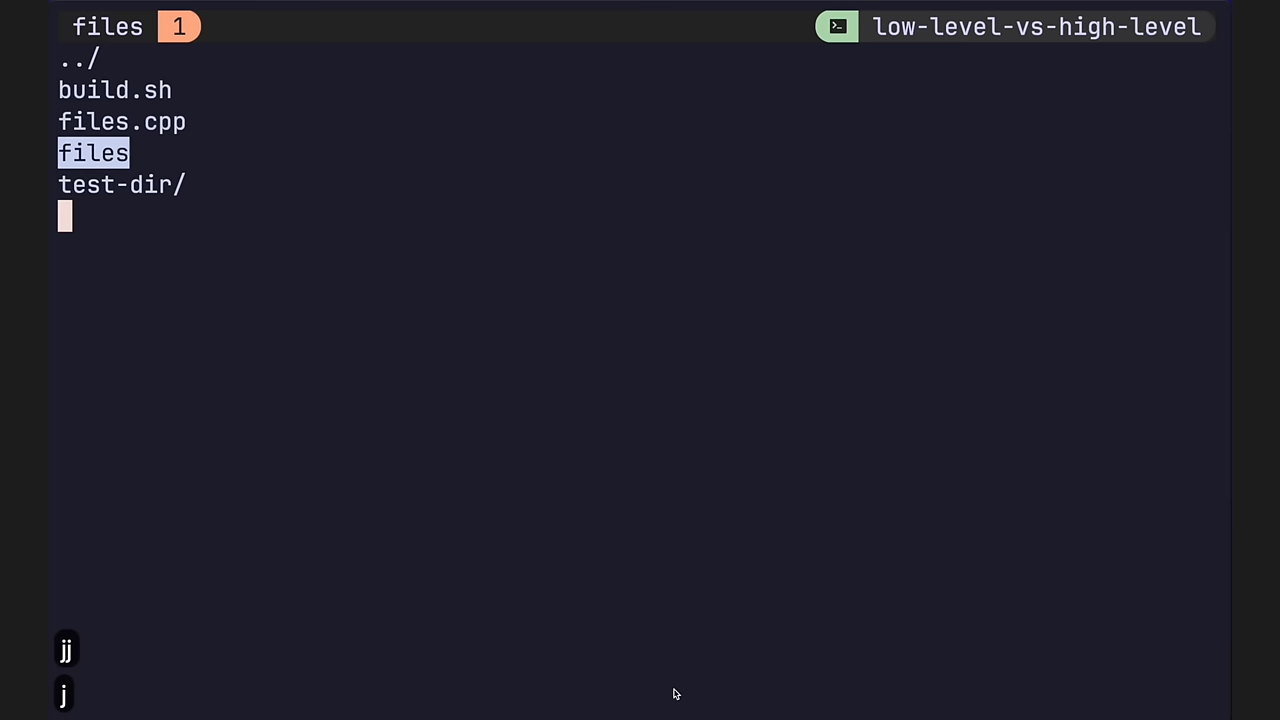 files 1 low-level-vs-high-level
../
build.sh
files.cpp
files
test-dir/
jj
j